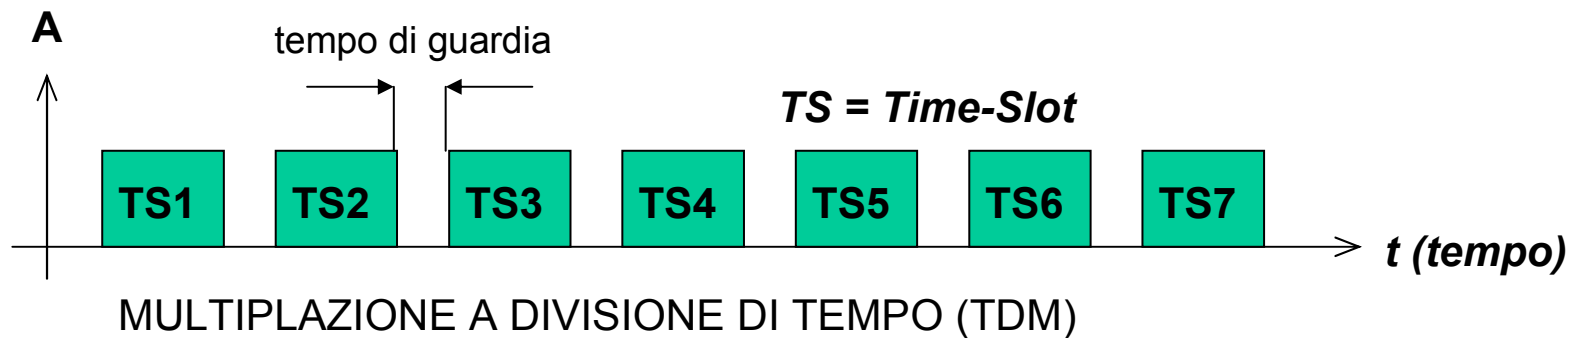 A
tempo di guardia
TS = Time-Slot
TS1 TS2 TS3 TS4 TS5 TS6 TS7
t (tempo)
MULTIPLAZIONE A DIVISIONE DI TEMPO (TDM)